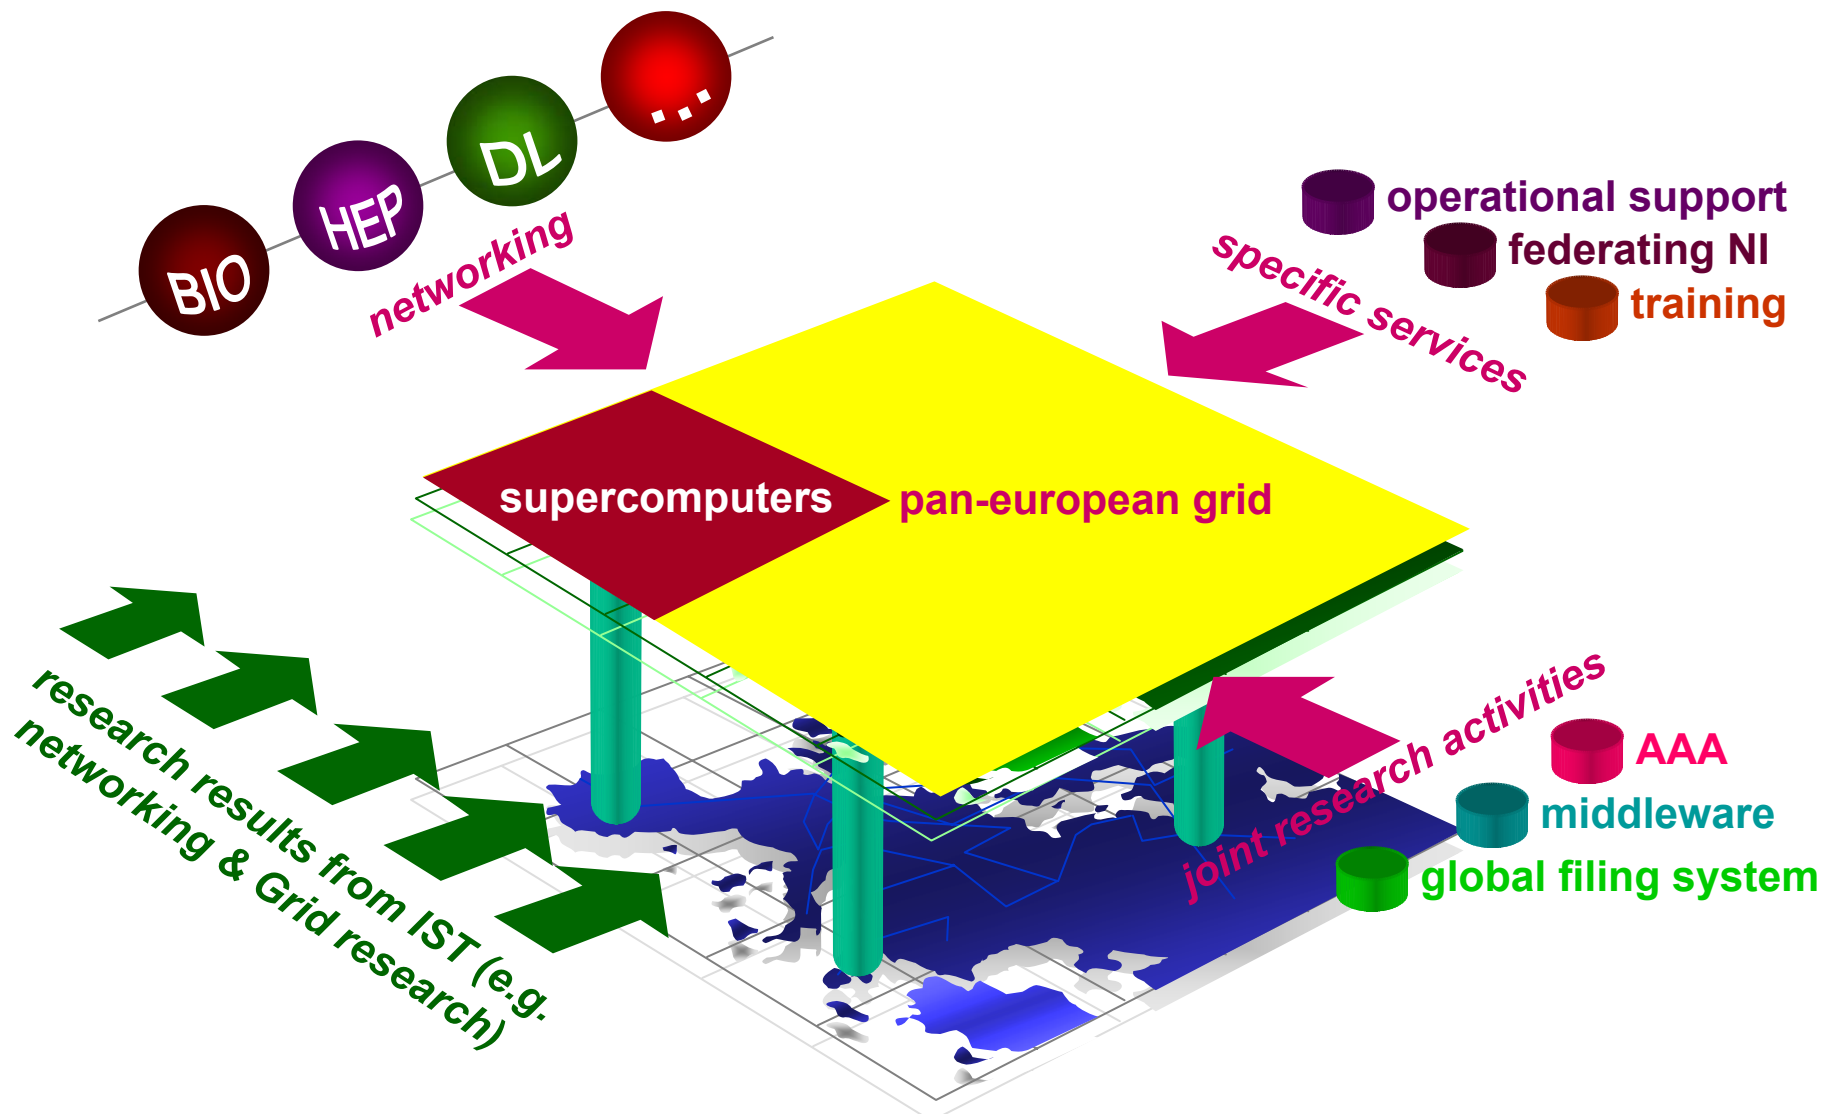 ...
DL
HEP
BIO
networking
operational support
federating NI
training
specific services
supercomputers
pan-european grid
research results from IST (e.g.
networking & Grid research)
joint research activities
AAA
middleware
global filing system